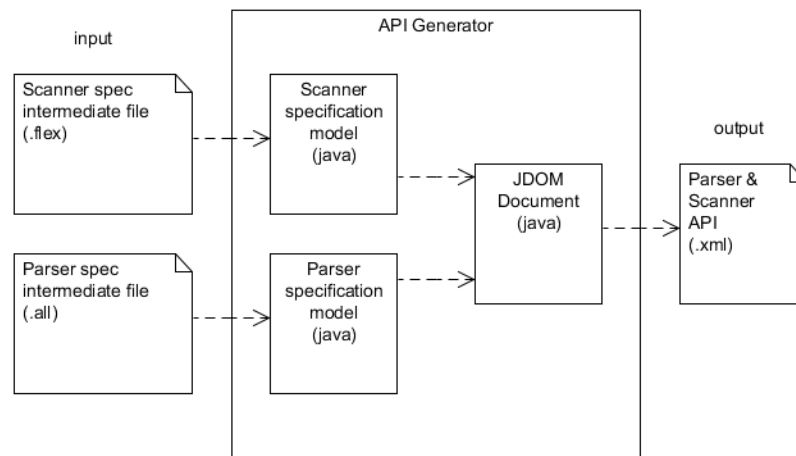 API Generator
input
Scanner spec
intermediate file
(.flex)
Scanner
specification
model
(java)
output
JDOM
Document
(java)
Parser &
Scanner
API
(.xml)
Parser spec
intermediate file
(.all)
Parser
specification
model
(java)